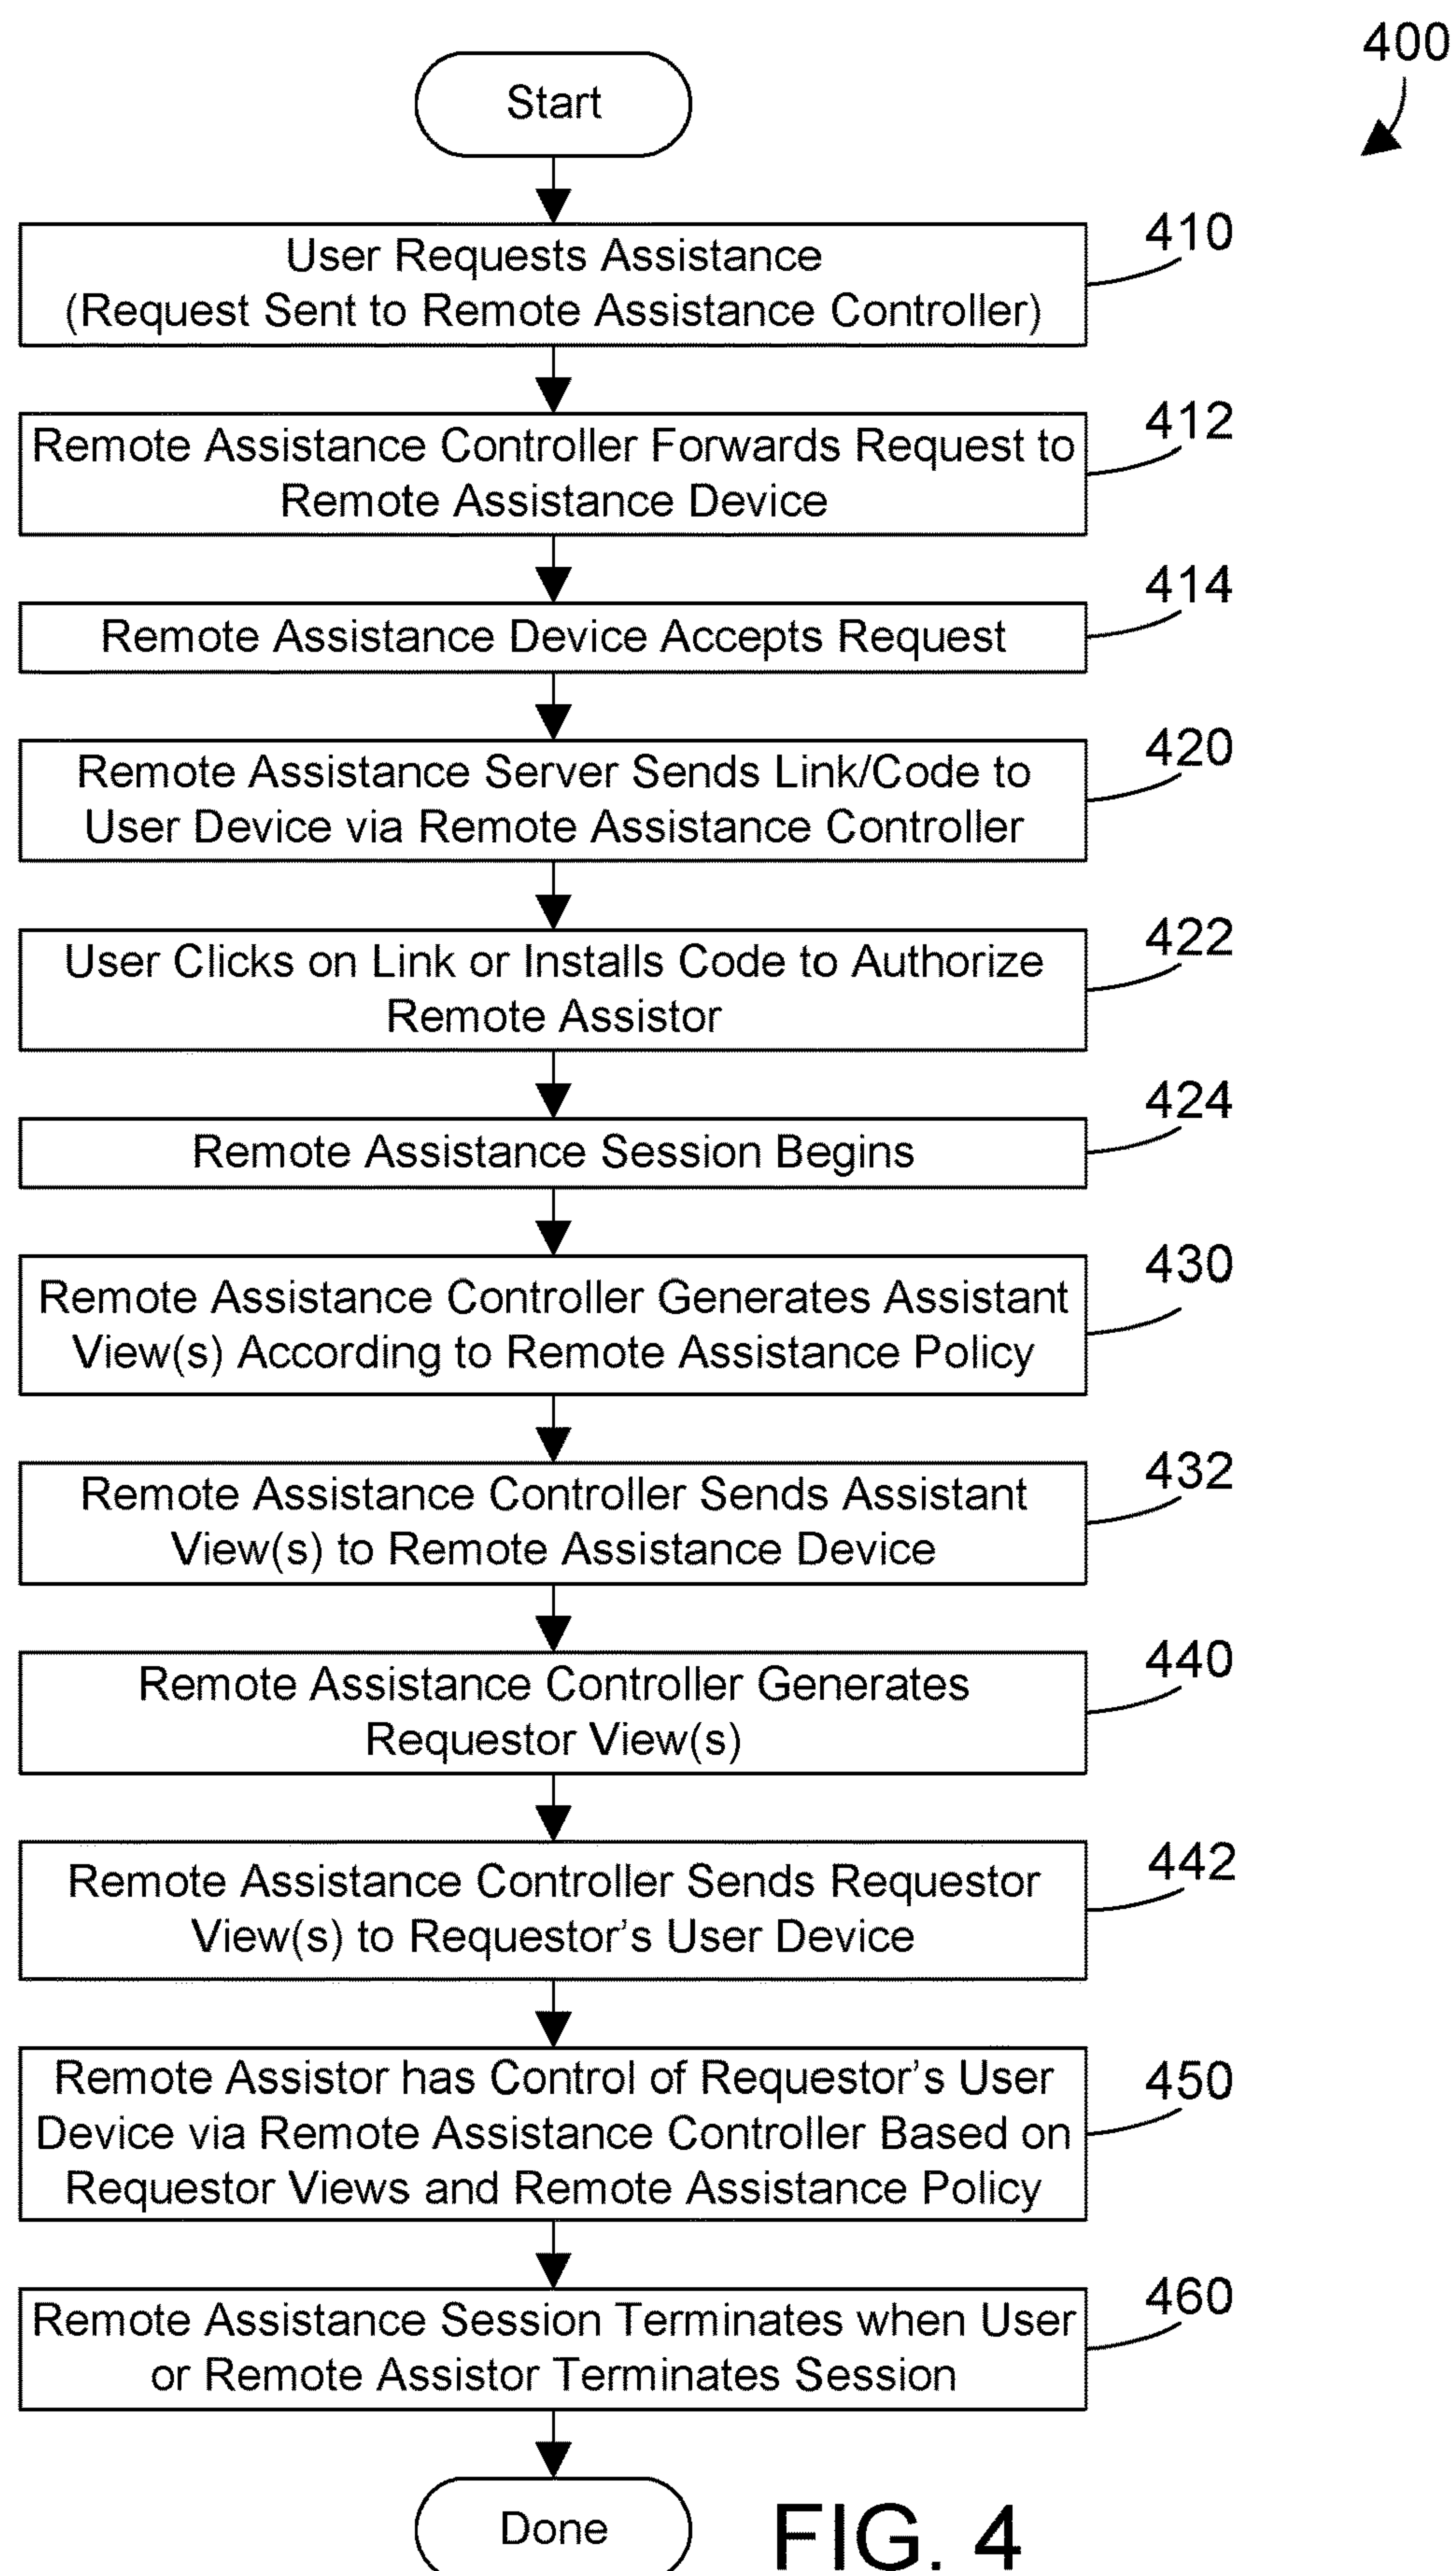 400
Start
User Requests Assistance
(Request Sent to Remote Assistance Controller)
410
Remote Assistance Controller Forwards Request to
Remote Assistance Device
412
Remote Assistance Device Accepts Request
414
Remote Assistance Server Sends Link/Code to
User Device via Remote Assistance Controller
420
User Clicks on Link or Installs Code to Authorize
Remote Assistor
422
Remote Assistance Session Begins
424
Remote Assistance Controller Generates Assistant
View(s) According to Remote Assistance Policy
430
Remote Assistance Controller Sends Assistant
View(s) to Remote Assistance Device
432
Remote Assistance Controller Generates
Requestor View(s)
440
Remote Assistance Controller Sends Requestor
View(s) to Requestor’s User Device
442
Remote Assistor has Control of Requestor’s User
Device via Remote Assistance Controller Based on
Requestor Views and Remote Assistance Policy
450
Remote Assistance Session Terminates when User
or Remote Assistor Terminates Session
460
Done
FIG. 4